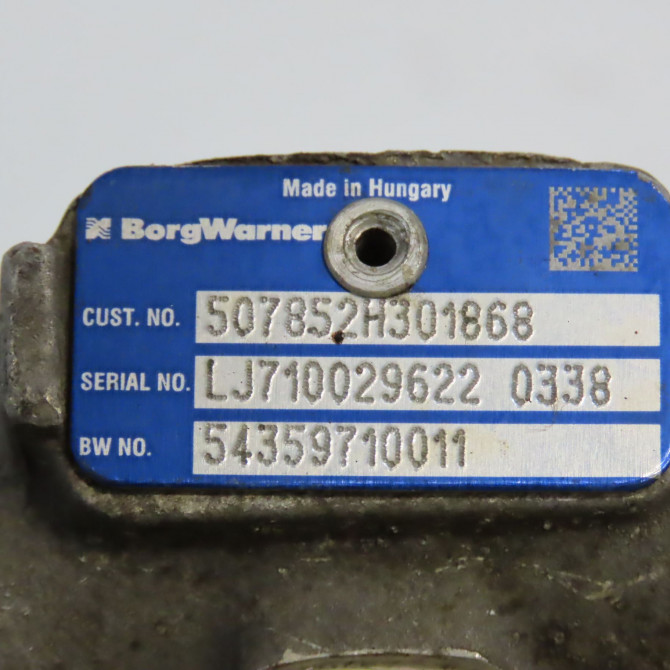 Made in Hungary
BorgWarner
CUST. NO. 507852H301868
SERIAL NO. LJ710029622 0338
BW NO. 54359710011